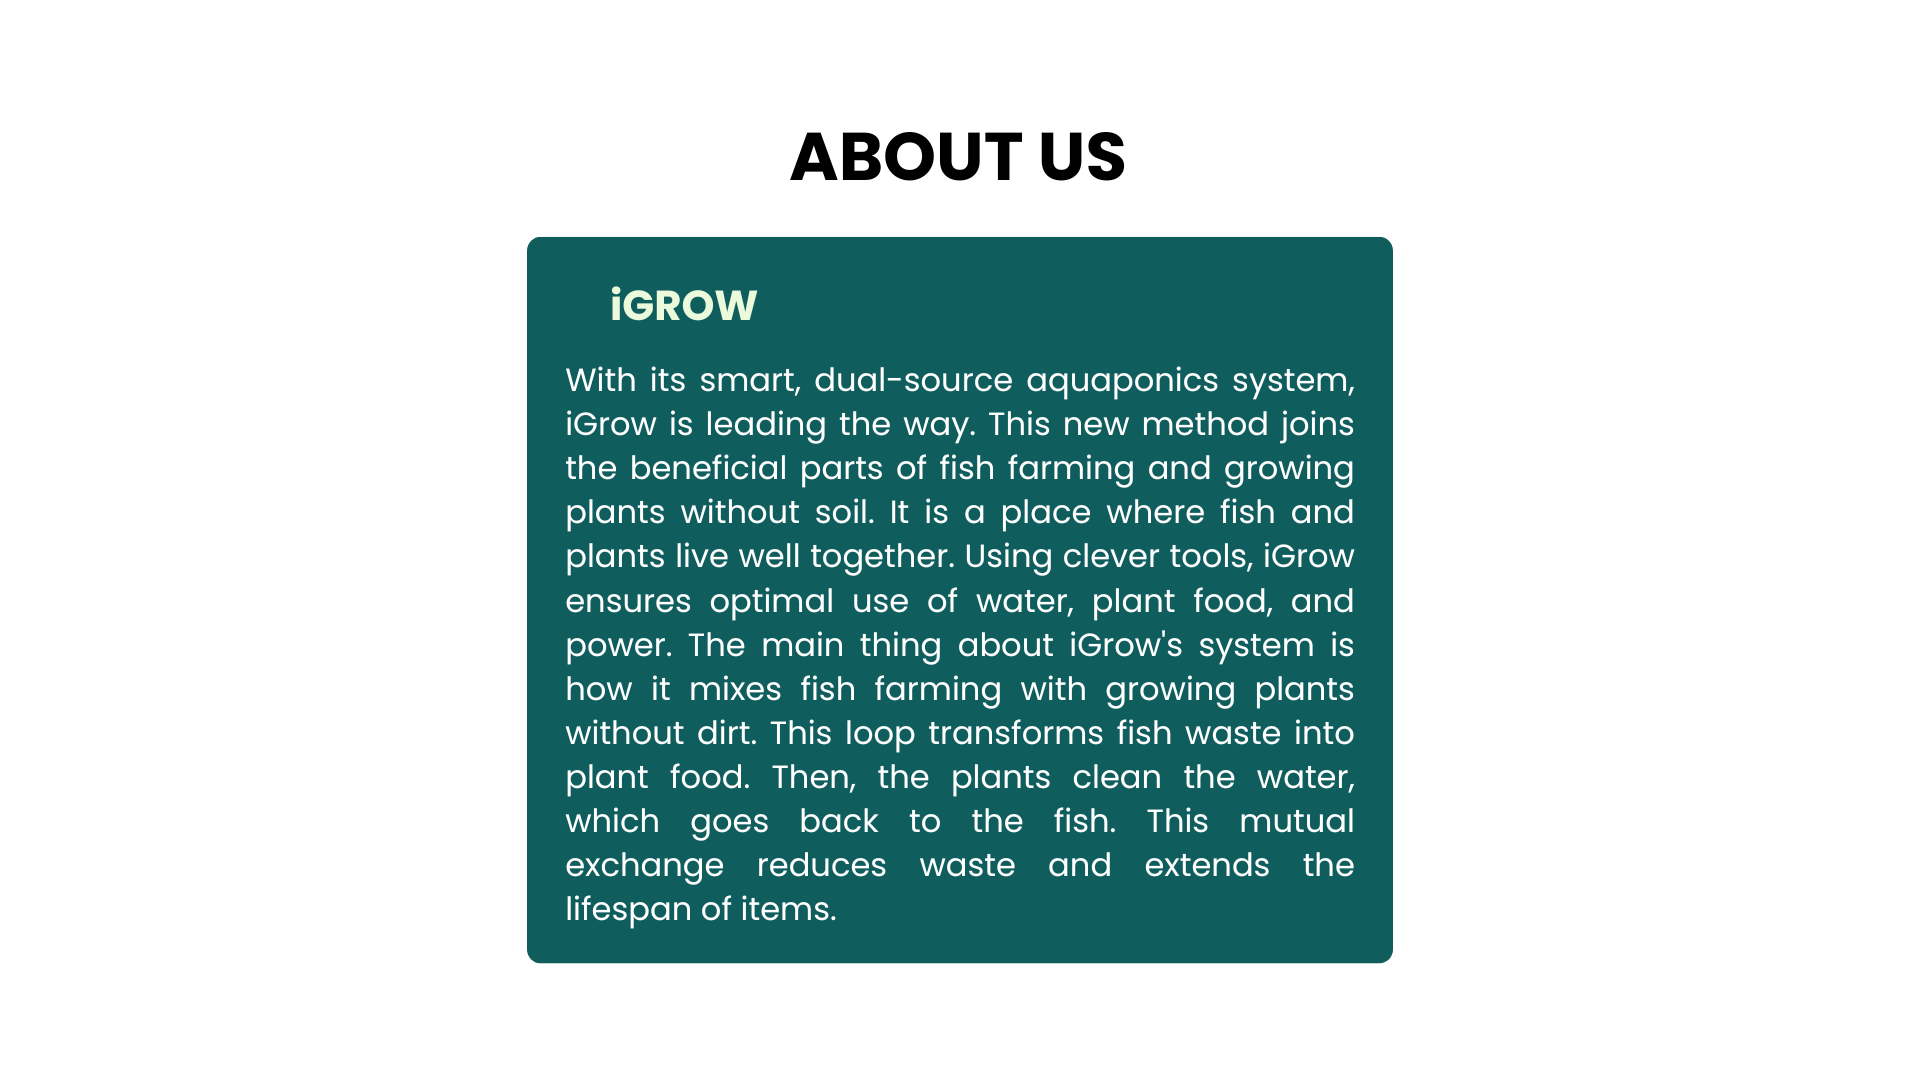 ABOUT US
iGROW
With its smart, dual-source aquaponics system,
iGrow is leading the way. This new method joins
the beneficial parts of fish farming and growing
plants without soil. It is a place where fish and
plants live well together. Using clever tools, iGrow
ensures optimal use of water, plant food, and
power. The main thing about iGrow's system is
how it mixes fish farming with growing plants
without dirt. This loop transforms fish waste into
plant food. Then, the plants clean the water,
which goes back to the fish. This mutual
exchange reduces waste and extends the
lifespan of items.